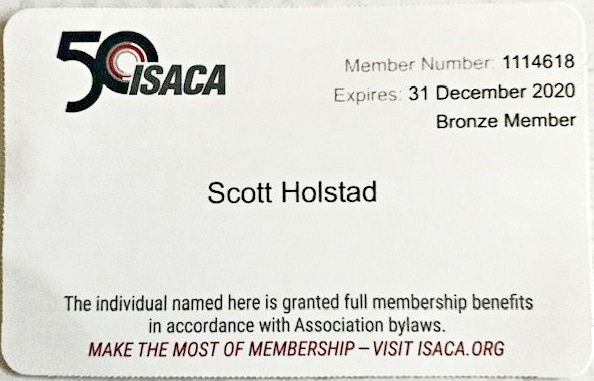 50 ISACA
Member Number: 1114618
Expires: 31 December 2020
Bronze Member
Scott Holstad
The individual named here is granted full membership benefits
in accordance with Association bylaws.
MAKE THE MOST OF MEMBERSHIP – VISIT ISACA.ORG